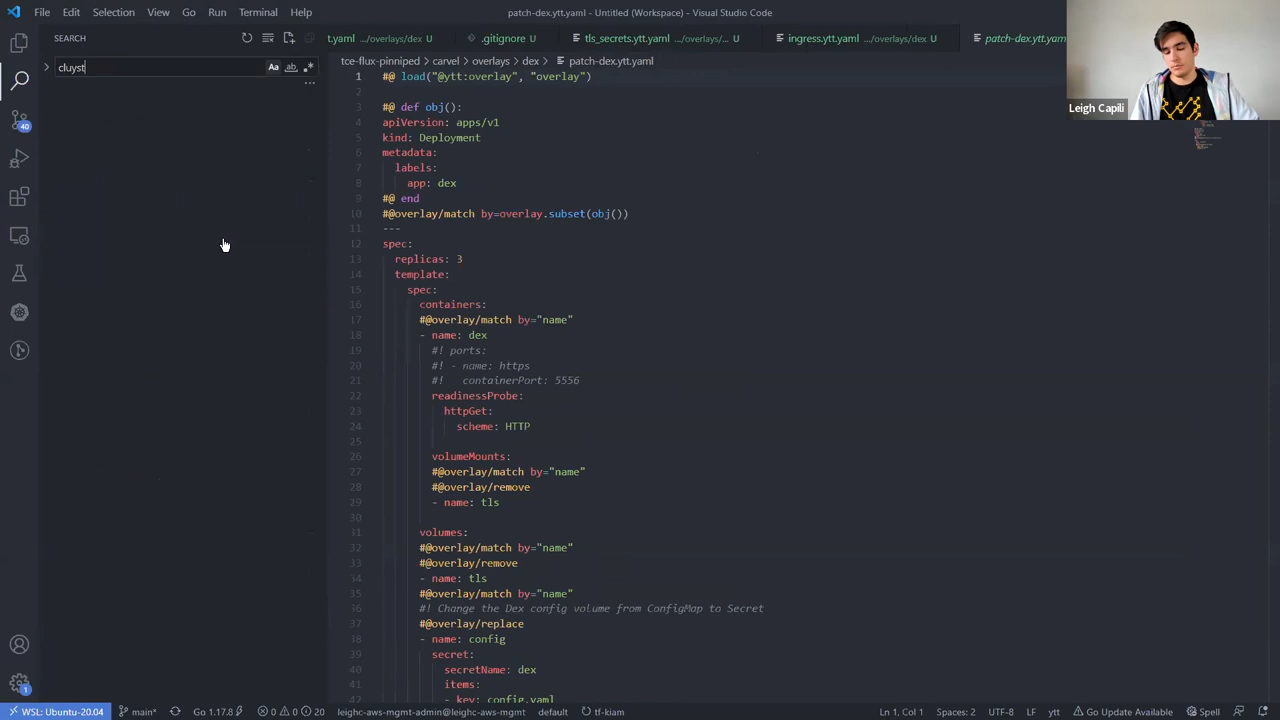 File Edit Selection View Go Run Terminal Help
patch-dex.ytt.yaml - Untitled (Workspace) - Visual Studio Code
SEARCH
cluyst
Aa
ab
.*
t.yaml .../overlays/dex U
.gitignore U
tls_secrets.ytt.yaml .../overlays/... U
ingress.ytt.yaml .../overlays/dex U
patch-dex.ytt.yam
tce-flux-pinniped > carvel > overlays > dex > patch-dex.ytt.yaml
1 #@ load("@ytt:overlay", "overlay")
2
3 #@ def obj():
4 apiVersion: apps/v1
5 kind: Deployment
6 metadata:
7 labels:
8 app: dex
9 #@ end
10 #@overlay/match by=overlay.subset(obj())
11 ---
12 spec:
13 replicas: 3
14 template:
15 spec:
16 containers:
17 #@overlay/match by="name"
18 - name: dex
19 #! ports:
20 #! - name: https
21 #! containerPort: 5556
22 readinessProbe:
23 httpGet:
24 scheme: HTTP
25
26 volumeMounts:
27 #@overlay/match by="name"
28 #@overlay/remove
29 - name: tls
30
31 volumes:
32 #@overlay/match by="name"
33 #@overlay/remove
34 - name: tls
35 #@overlay/match by="name"
36 #! Change the Dex config volume from ConfigMap to Secret
37 #@overlay/replace
38 - name: config
39 secret:
40 secretName: dex
41 items:
42 - key: config.yaml
Leigh Capili
40
1
WSL: Ubuntu-20.04 main* Go 1.17.8 0 0 20 leighc-aws-mgmt-admin@leighc-aws-mgmt default tf-kiam Ln 1, Col 1 Spaces: 2 UTF-8 LF ytt Go Update Available Spell